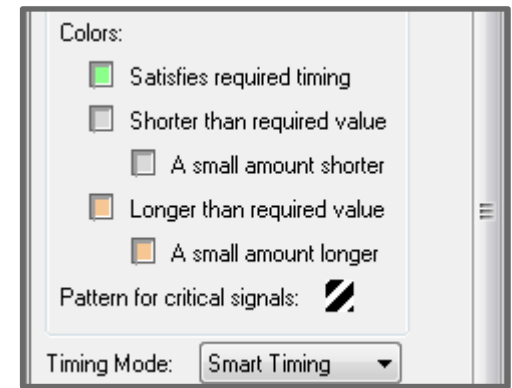 Colors:
Satisfies required timing
Shorter than required value
A small amount shorter
Longer than required value
A small amount longer
Pattern for critical signals:
Timing Mode: Smart Timing